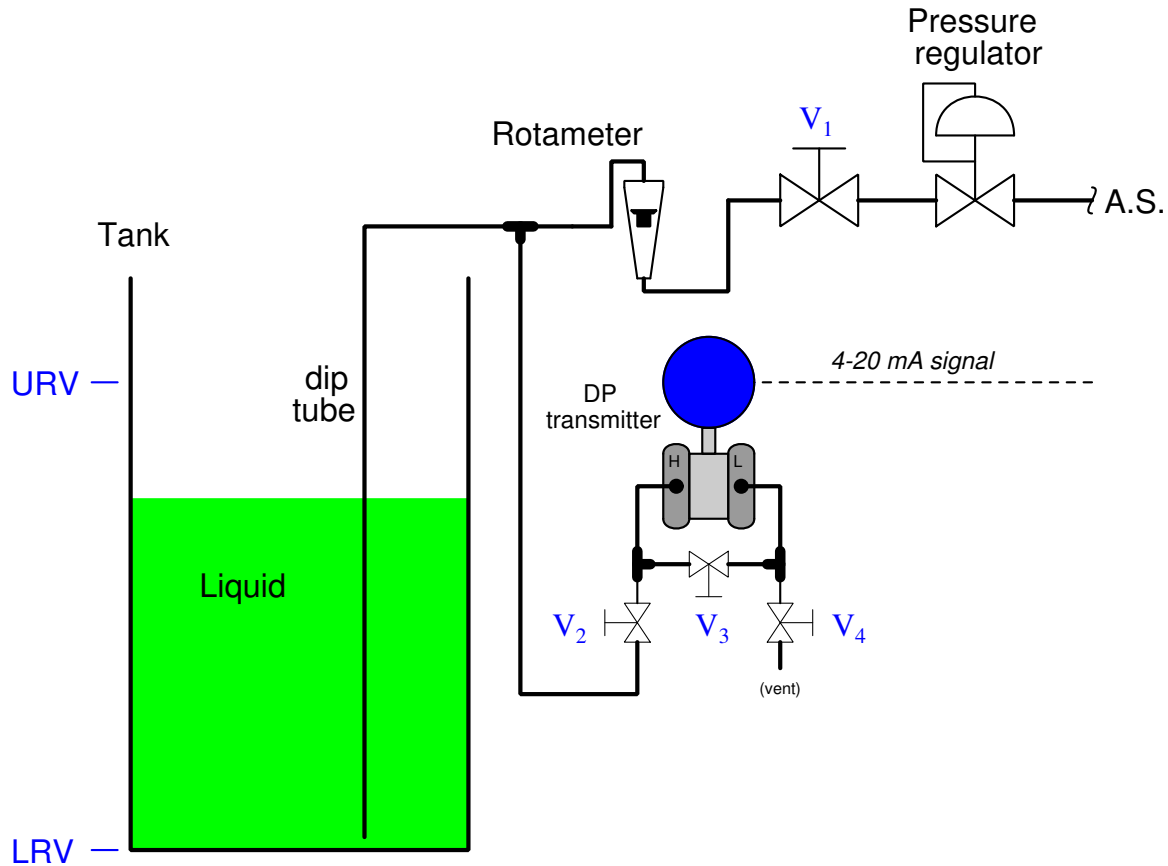 Pressure
regulator
V1
Rotameter
A.S.
Tank
URV
dip
tube
4-20 mA signal
DP
transmitter
H
L
Liquid
V2
V3
V4
(vent)
LRV